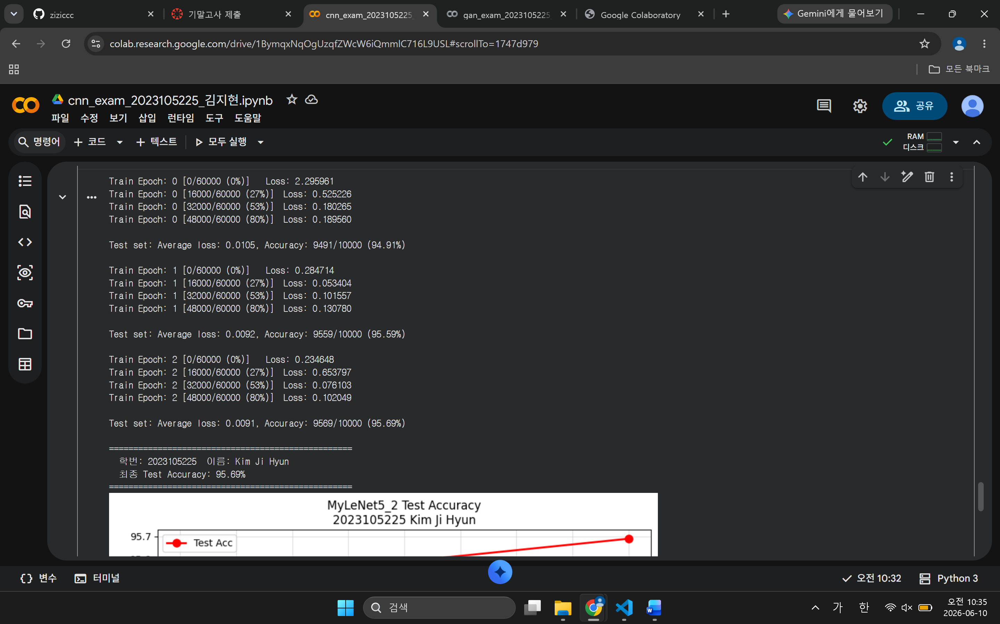 ziziccc
기말고사 제출
cnn_exam_2023105225_
gan_exam_2023105225
Google Colaboratory
Gemini에게 물어보기
colab.research.google.com/drive/1BymqxNqOgUzqfZWcW6iQmmlC716L9USL#scrollTo=1747d979
모든 북마크
cnn_exam_2023105225_김지현.ipynb
파일 수정 보기 삽입 런타임 도구 도움말
공유
명령어 + 코드 + 텍스트 모두 실행
RAM
디스크
Train Epoch: 0 [0/60000 (0%)] Loss: 2.295961
Train Epoch: 0 [16000/60000 (27%)] Loss: 0.525226
Train Epoch: 0 [32000/60000 (53%)] Loss: 0.180265
Train Epoch: 0 [48000/60000 (80%)] Loss: 0.189560
Test set: Average loss: 0.0105, Accuracy: 9491/10000 (94.91%)
Train Epoch: 1 [0/60000 (0%)] Loss: 0.284714
Train Epoch: 1 [16000/60000 (27%)] Loss: 0.053404
Train Epoch: 1 [32000/60000 (53%)] Loss: 0.101557
Train Epoch: 1 [48000/60000 (80%)] Loss: 0.130780
Test set: Average loss: 0.0092, Accuracy: 9559/10000 (95.59%)
Train Epoch: 2 [0/60000 (0%)] Loss: 0.234648
Train Epoch: 2 [16000/60000 (27%)] Loss: 0.653797
Train Epoch: 2 [32000/60000 (53%)] Loss: 0.076103
Train Epoch: 2 [48000/60000 (80%)] Loss: 0.102049
Test set: Average loss: 0.0091, Accuracy: 9569/10000 (95.69%)
==================================================
학번: 2023105225 이름: Kim Ji Hyun
최종 Test Accuracy: 95.69%
==================================================
MyLeNet5_2 Test Accuracy
2023105225 Kim Ji Hyun
95.7
Test Acc
변수
터미널
오전 10:32
Python 3
검색
가
한
오전 10:35
2026-06-10